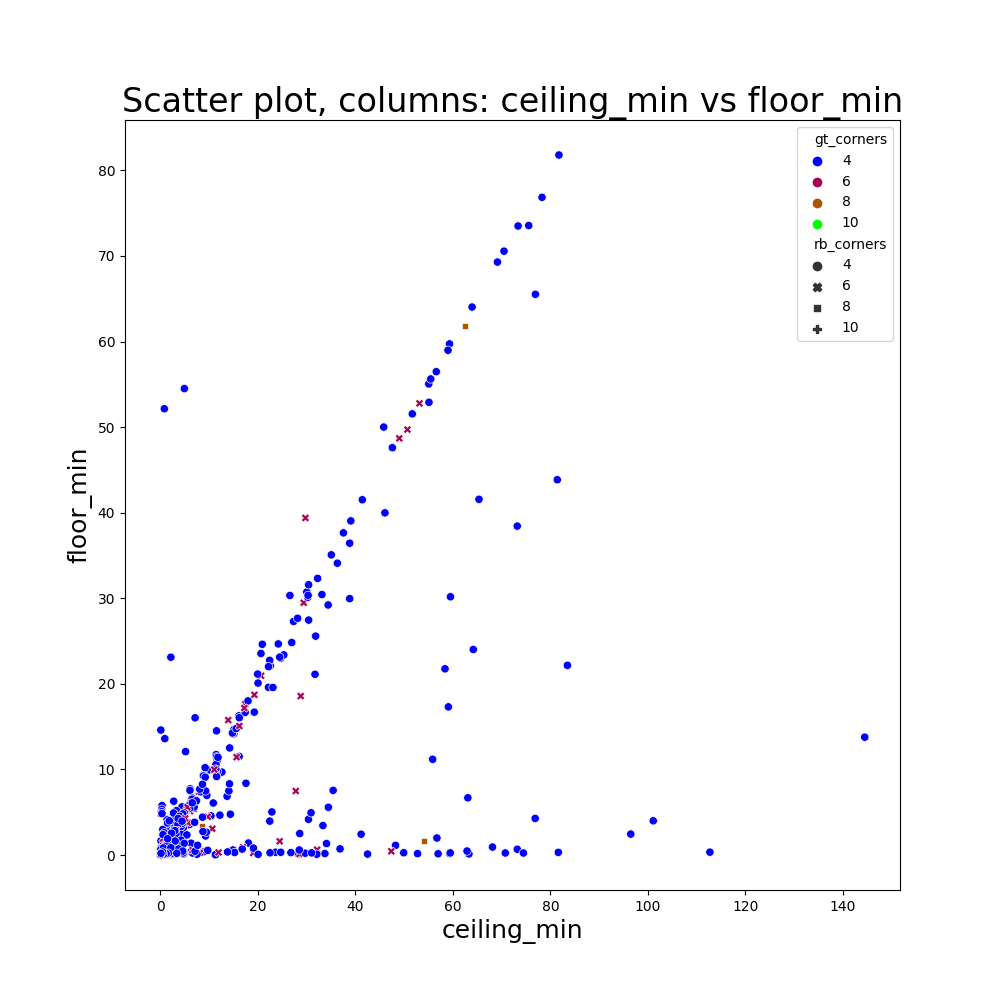 Scatter plot, columns: ceiling_min vs floor_min
gt_corners
4
6
8
10
rb_corners
4
6
8
10
80
70
60
50
40
30
20
10
0
floor_min
0 20 40 60 80 100 120 140
ceiling_min